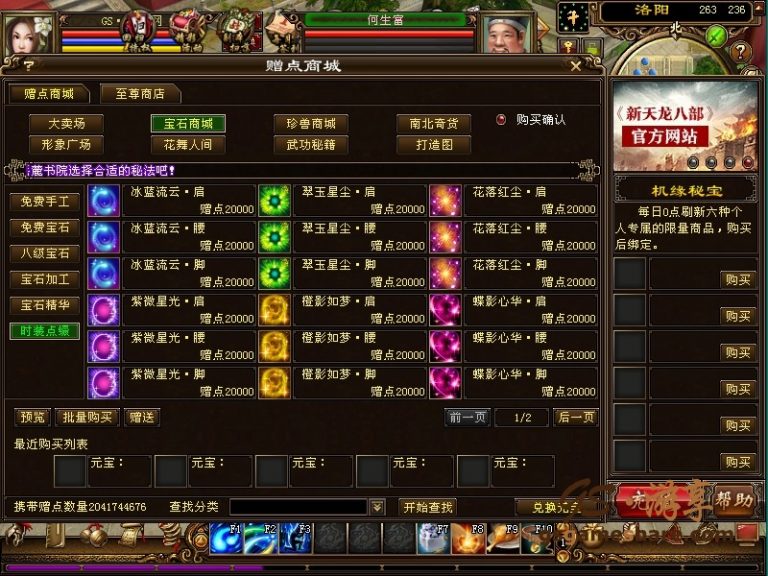 GS
何生富
洛阳
263 236
北
赠点商城
赠点商城
至尊商店
大卖场
宝石商城
珍兽商城
南北奇货
购买确认
形象广场
花舞人间
武功秘籍
打造图
麓书院选择合适的秘法吧!
免费手工
免费宝石
八级宝石
宝石加工
宝石精华
时装点缀
冰蓝流云·肩
赠点20000
翠玉星尘·肩
赠点20000
花落红尘·肩
赠点20000
冰蓝流云·腰
赠点20000
翠玉星尘·腰
赠点20000
花落红尘·腰
赠点20000
冰蓝流云·脚
赠点20000
翠玉星尘·脚
赠点20000
花落红尘·脚
赠点20000
紫微星光·肩
赠点20000
橙影如梦·肩
赠点20000
蝶影心华·肩
赠点20000
紫微星光·腰
赠点20000
橙影如梦·腰
赠点20000
蝶影心华·腰
赠点20000
紫微星光·脚
赠点20000
橙影如梦·脚
赠点20000
蝶影心华·脚
赠点20000
预览
批量购买
赠送
前一页
1/2
后一页
最近购买列表
元宝:
元宝:
元宝:
元宝:
元宝:
携带赠点数量2041744676
查找分类
开始查找
《新天龙八部》
官方网站
机缘秘宝
每日0点刷新六种个
人专属的限量商品,购买
后绑定。
购买
购买
购买
购买
购买
购买
帮助
游享
F1
F2
F3
F7
F8
F9
F10